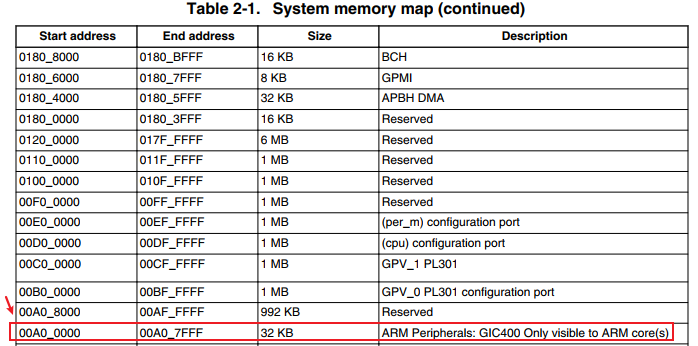 Table 2-1. System memory map (continued)
Start address End address Size Description
0180_8000 0180_BFFF 16 KB BCH
0180_6000 0180_7FFF 8 KB GPMI
0180_4000 0180_5FFF 32 KB APBH DMA
0180_0000 0180_3FFF 16 KB Reserved
0120_0000 017F_FFFF 6 MB Reserved
0110_0000 011F_FFFF 1 MB Reserved
0100_0000 010F_FFFF 1 MB Reserved
00F0_0000 00FF_FFFF 1 MB Reserved
00E0_0000 00EF_FFFF 1 MB (per_m) configuration port
00D0_0000 00DF_FFFF 1 MB (cpu) configuration port
00C0_0000 00CF_FFFF 1 MB GPV_1 PL301
00B0_0000 00BF_FFFF 1 MB GPV_0 PL301 configuration port
00A0_8000 00AF_FFFF 992 KB Reserved
00A0_0000 00A0_7FFF 32 KB ARM Peripherals: GIC400 Only visible to ARM core(s)